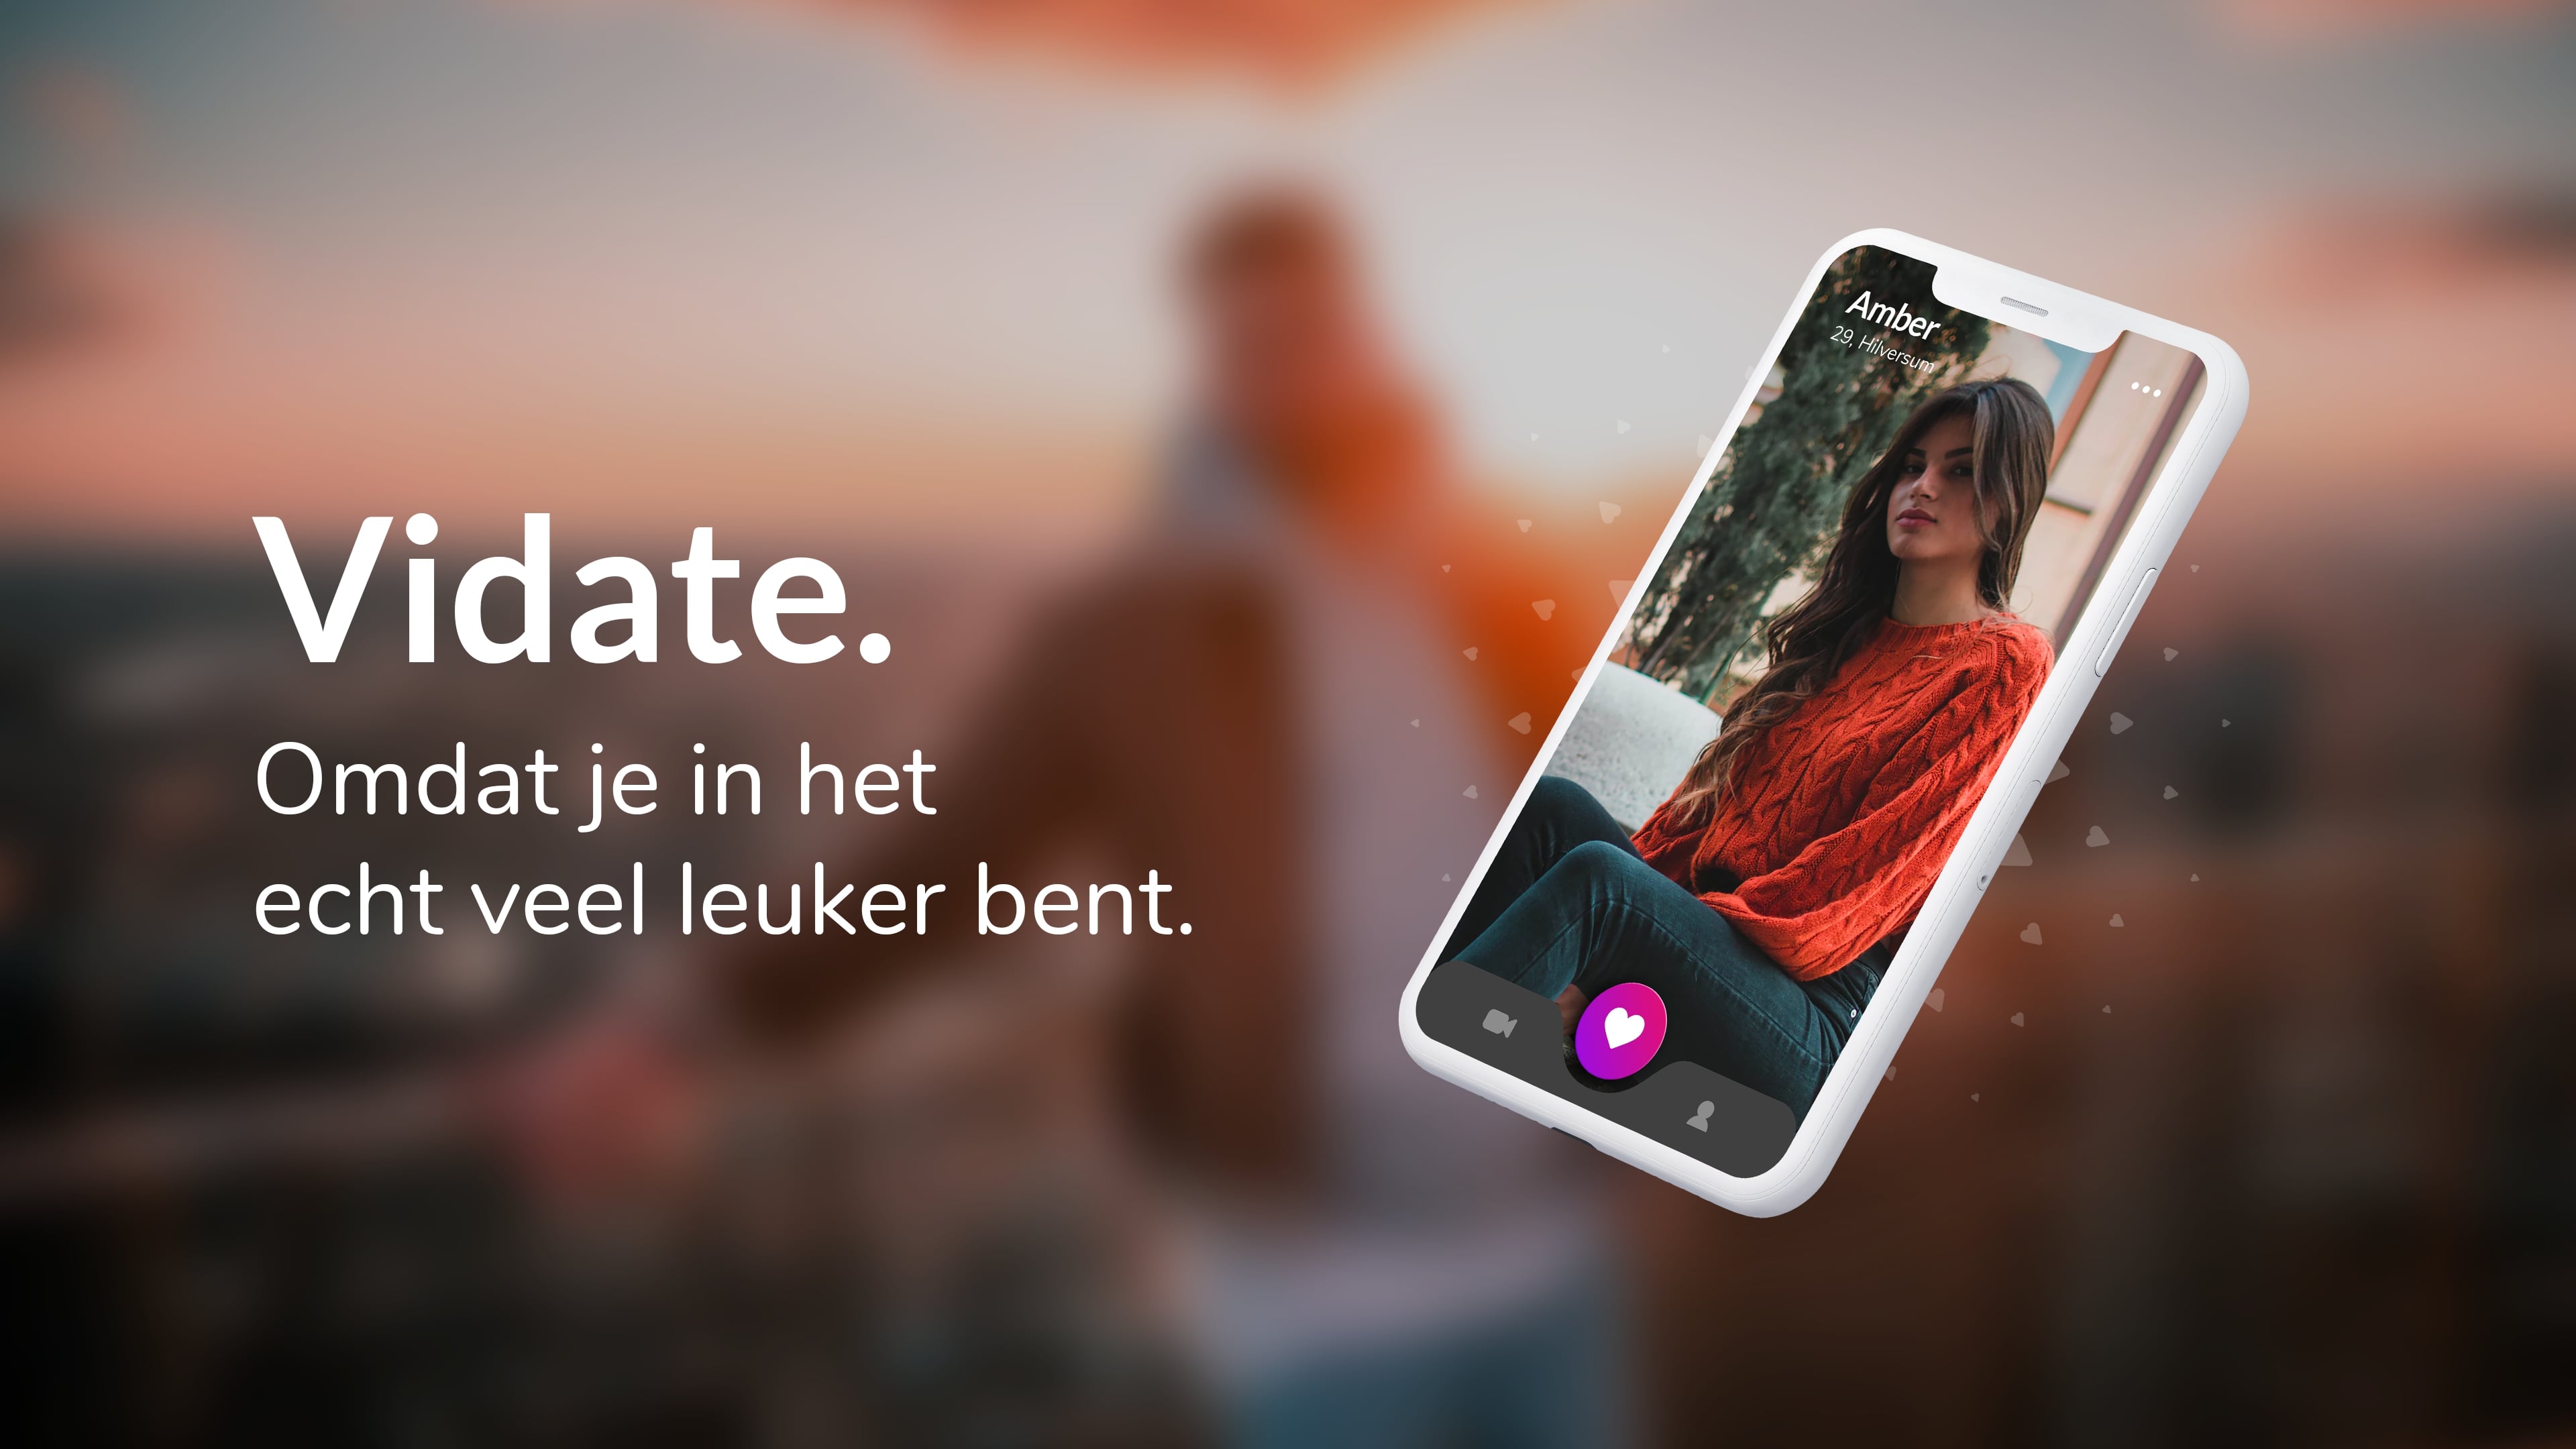 Vidate.
Omdat je in het
echt veel leuker bent.
Amber
29, Hilversum